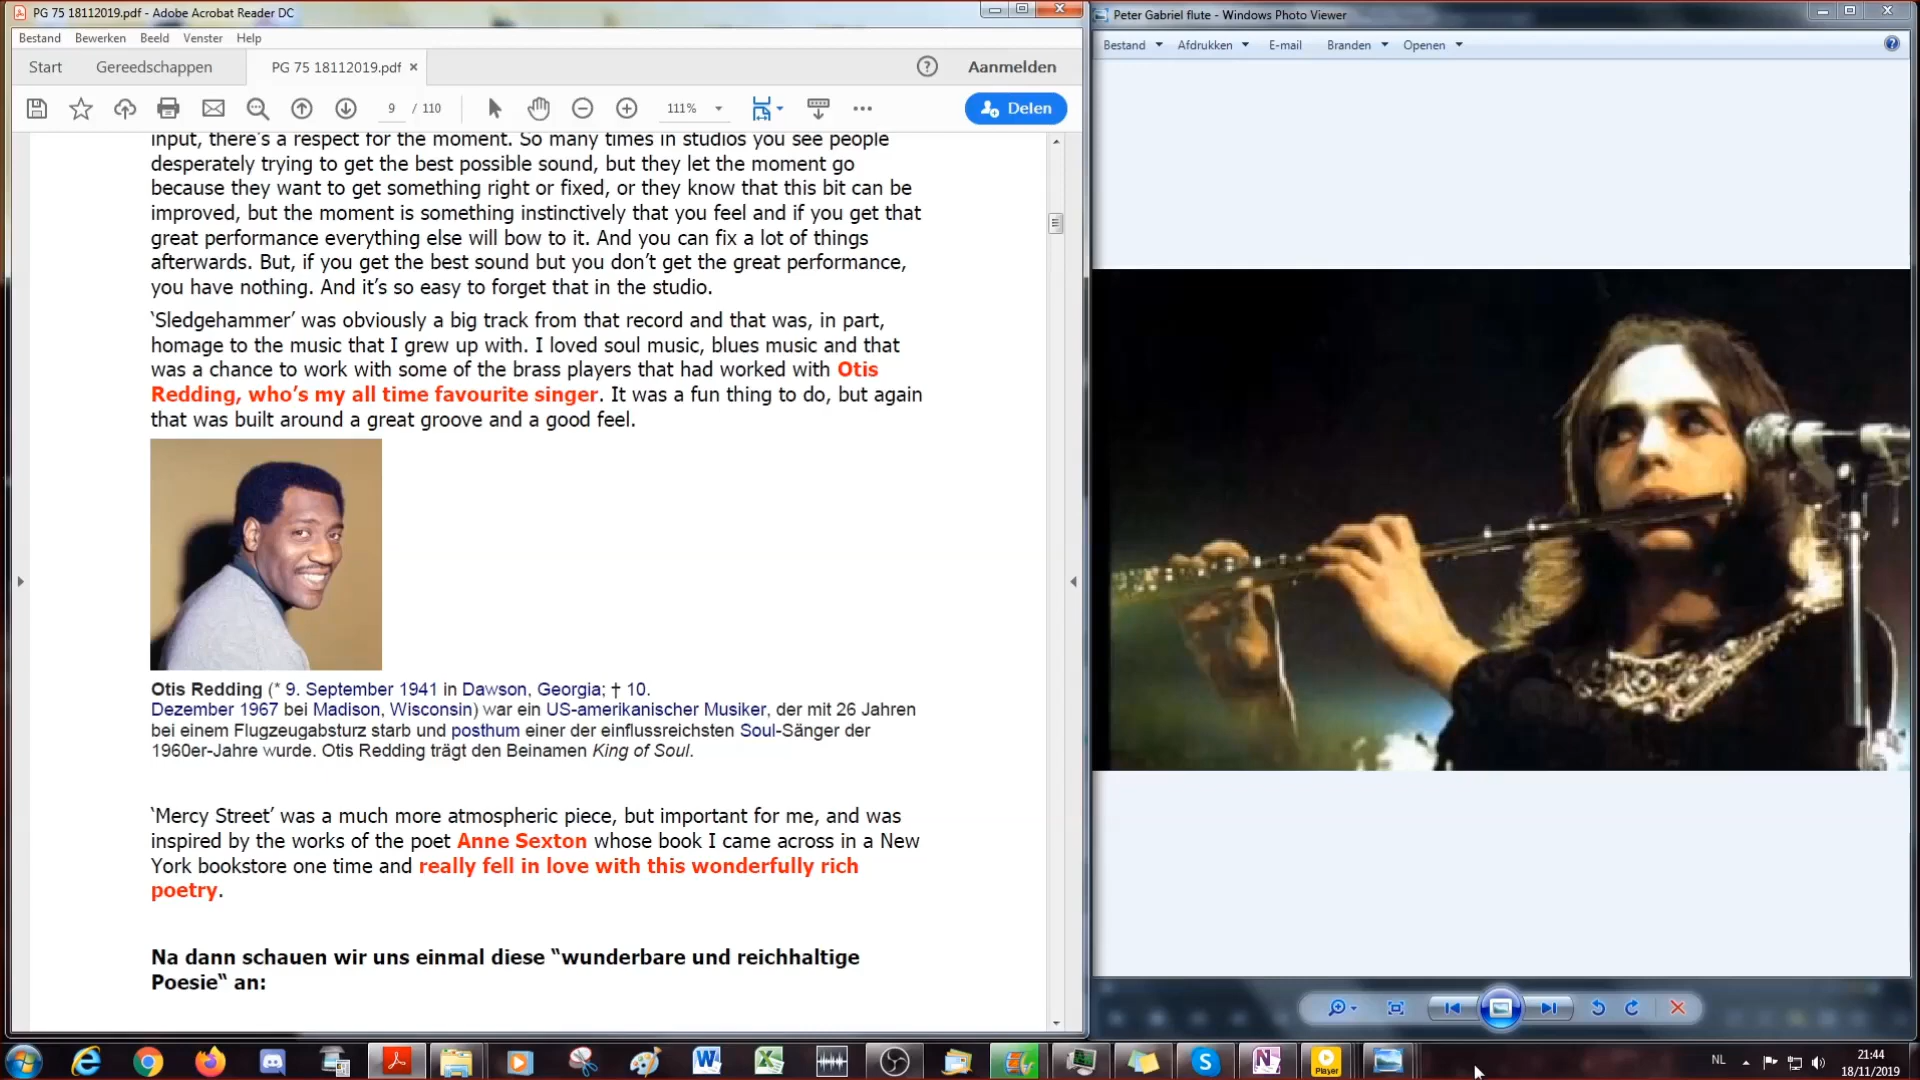 PG 75 18112019.pdf - Adobe Acrobat Reader DC
Bestand Bewerken Beeld Venster Help
Start Gereedschappen PG 75 18112019.pdf × Aanmelden
9 / 110 111% Delen
input, there's a respect for the moment. So many times in studios you see people
desperately trying to get the best possible sound, but they let the moment go
because they want to get something right or fixed, or they know that this bit can be
improved, but the moment is something instinctively that you feel and if you get that
great performance everything else will bow to it. And you can fix a lot of things
afterwards. But, if you get the best sound but you don't get the great performance,
you have nothing. And it's so easy to forget that in the studio.
‘Sledgehammer’ was obviously a big track from that record and that was, in part,
homage to the music that I grew up with. I loved soul music, blues music and that
was a chance to work with some of the brass players that had worked with Otis
Redding, who’s my all time favourite singer. It was a fun thing to do, but again
that was built around a great groove and a good feel.
Otis Redding (* 9. September 1941 in Dawson, Georgia; † 10.
Dezember 1967 bei Madison, Wisconsin) war ein US-amerikanischer Musiker, der mit 26 Jahren
bei einem Flugzeugabsturz starb und posthum einer der einflussreichsten Soul-Sänger der
1960er-Jahre wurde. Otis Redding trägt den Beinamen King of Soul.
‘Mercy Street’ was a much more atmospheric piece, but important for me, and was
inspired by the works of the poet Anne Sexton whose book I came across in a New
York bookstore one time and really fell in love with this wonderfully rich
poetry.
Na dann schauen wir uns einmal diese “wunderbare und reichhaltige
Poesie“ an:
Peter Gabriel flute - Windows Photo Viewer
Bestand Afdrukken E-mail Branden Openen
Player
NL
21:44
18/11/2019